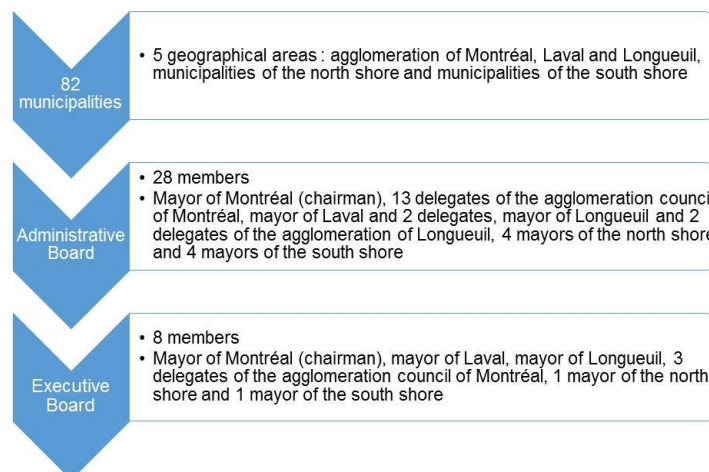 82
municipalities
• 5 geographical areas : agglomeration of Montréal, Laval and Longueuil,
municipalities of the north shore and municipalities of the south shore
Administrative
Board
• 28 members
• Mayor of Montréal (chairman), 13 delegates of the agglomeration counci
of Montréal, mayor of Laval and 2 delegates, mayor of Longueuil and 2
delegates of the agglomeration of Longueuil, 4 mayors of the north shore
and 4 mayors of the south shore
Executive
Board
• 8 members
• Mayor of Montréal (chairman), mayor of Laval, mayor of Longueuil, 3
delegates of the agglomeration council of Montréal, 1 mayor of the north
shore and 1 mayor of the south shore